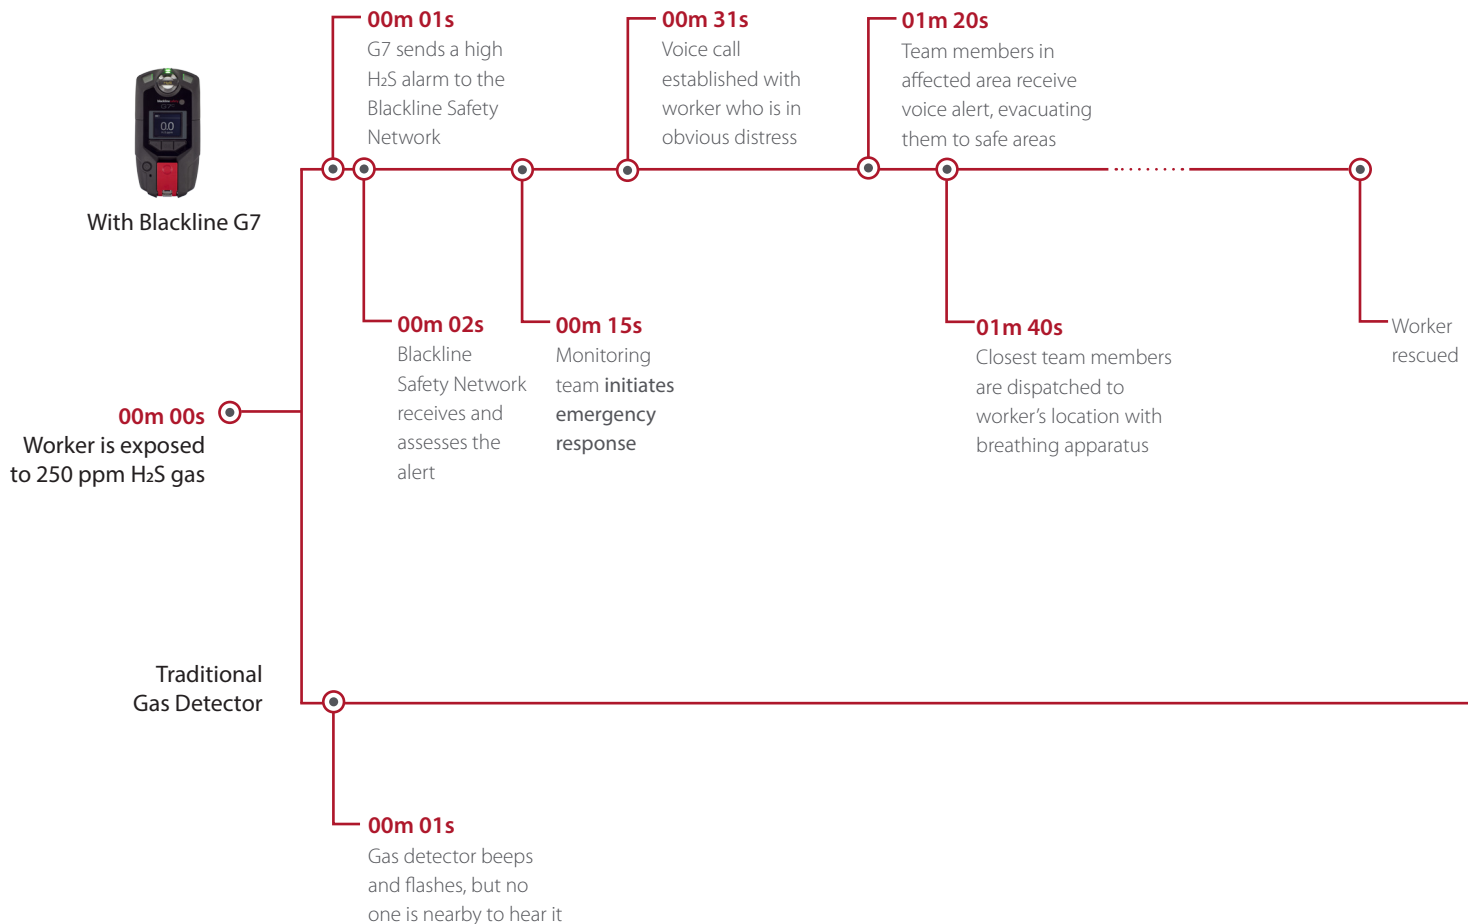 00m 01s
G7 sends a high
H₂S alarm to the
Blackline Safety
Network
00m 31s
Voice call
established with
worker who is in
obvious distress
01m 20s
Team members in
affected area receive
voice alert, evacuating
them to safe areas
0.0
With Blackline G7
00m 02s
Blackline
Safety Network
receives and
assesses the
alert
00m 15s
Monitoring
team initiates
emergency
response
01m 40s
Closest team members
are dispatched to
worker’s location with
breathing apparatus
Worker
rescued
00m 00s
Worker is exposed
to 250 ppm H₂S gas
Traditional
Gas Detector
00m 01s
Gas detector beeps
and flashes, but no
one is nearby to hear it